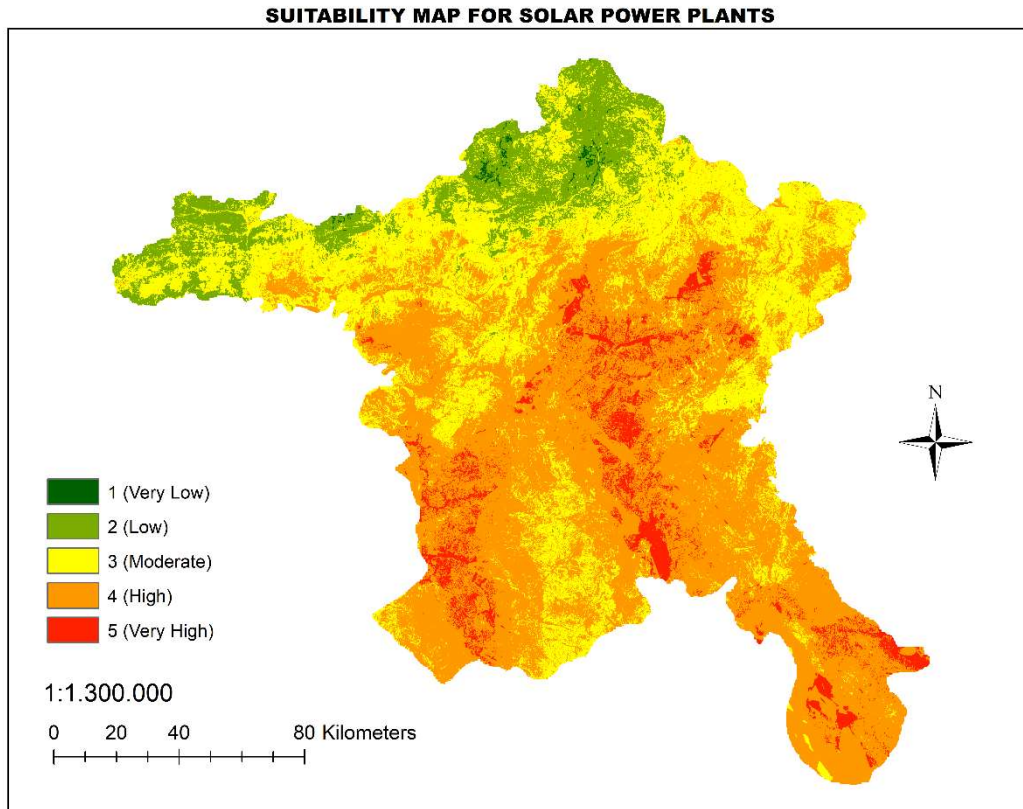 SUITABILITY MAP FOR SOLAR POWER PLANTS
N
1 (Very Low)
2 (Low)
3 (Moderate)
4 (High)
5 (Very High)
1:1.300.000
0 20 40 80 Kilometers